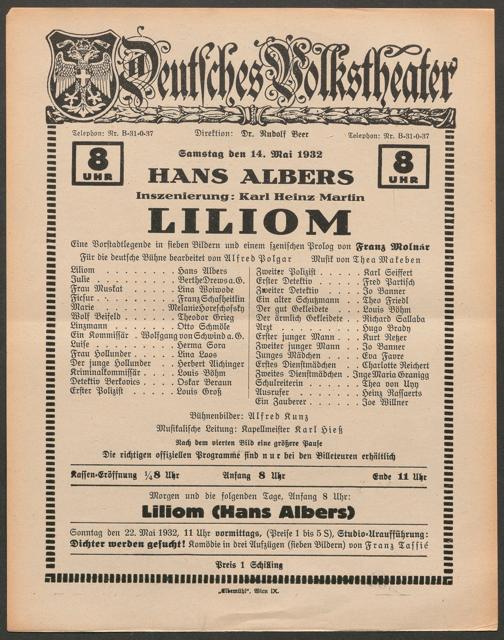 Deutsches Volkstheater
Telephon: Nr. B-31-0-37 Direktion: Dr. Rudolf Beer Telephon: Nr. B-31-0-37
8 UHR
Samstag den 14. Mai 1932
8 UHR
HANS ALBERS
Inszenierung: Karl Heinz Martin
LILIOM
Eine Vorstadtlegende in sieben Bildern und einem szenischen Prolog von Franz Molnár
Für die deutsche Bühne bearbeitet von Alfred Polgar Musik von Theo Makeben
Liliom . . . . Hans Albers
Julie . . . . Berthe Drews a. G.
Frau Muskat . . . . Lina Woiwode
Ficsur . . . . Franz Schafheitlin
Marie . . . . Melanie Horeschofsky
Wolf Beifeld . . . . Theodor Grieg
Linzmann . . . . Otto Schmöle
Ein Kommissär . Wolfgang von Schwind a. G.
Luise . . . . Herma Sora
Frau Hollunder . . . . Lina Loos
Der junge Hollunder . . . . Herbert Aichinger
Kriminalkommissär . . . . Louis Böhm
Detektiv Berkovics . . . . Oskar Beraun
Erster Polizist . . . . Louis Groß
Zweiter Polizist . . . . Karl Seiffert
Erster Detektiv . . . . Fred Partisch
Zweiter Detektiv . . . . Jo Banner
Ein alter Schutzmann . . . . Theo Friedl
Der gut Gekleidete . . . . Louis Böhm
Der ärmlich Gekleidete . . . . Richard Sallaba
Arzt . . . . Hugo Brady
Erster junger Mann . . . . Kurt Retzer
Zweiter junger Mann . . . . Jo Banner
Junges Mädchen . . . . Eva Favre
Erstes Dienstmädchen . . . . Charlotte Reichert
Zweites Dienstmädchen . Inge Maria Granigg
Schulreiterin . . . . Thea von Uyy
Ausrufer . . . . Heinz Rassaerts
Ein Zauberer . . . . Joe Willner
Bühnenbilder: Alfred Kunz
Musikalische Leitung: Kapellmeister Karl Hieß
Nach dem vierten Bild eine größere Pause
Die richtigen offiziellen Programme sind nur bei den Billeteuren erhältlich
Kassen-Eröffnung ½8 Uhr Anfang 8 Uhr Ende 11 Uhr
Morgen und die folgenden Tage, Anfang 8 Uhr:
Liliom (Hans Albers)
Sonntag den 22. Mai 1932, 11 Uhr vormittags, (Preise 1 bis 5 S), Studio-Uraufführung:
Dichter werden gesucht! Komödie in drei Aufzügen (sieben Bildern) von Franz Tassié
Preis 1 Schilling
„Elbemühl", Wien IX.